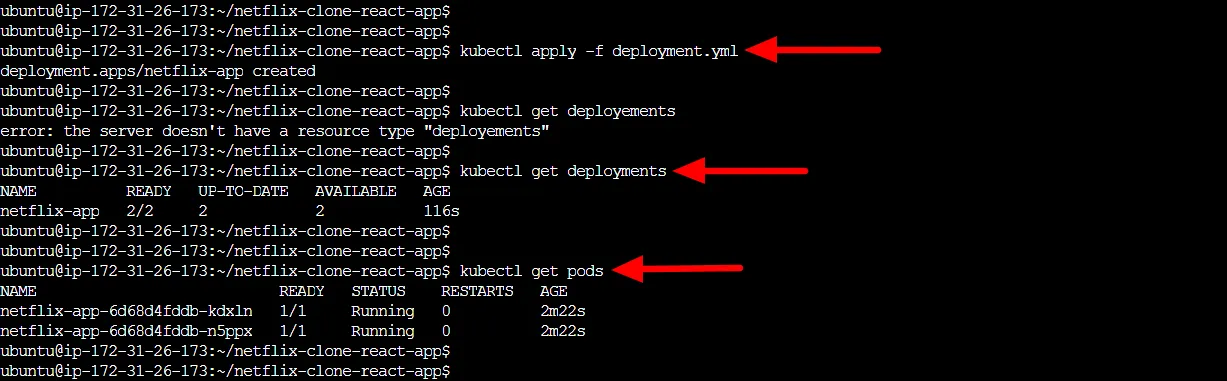 ubuntu@ip-172-31-26-173:~/netflix-clone-react-app$
ubuntu@ip-172-31-26-173:~/netflix-clone-react-app$
ubuntu@ip-172-31-26-173:~/netflix-clone-react-app$ kubectl apply -f deployment.yml
deployment.apps/netflix-app created
ubuntu@ip-172-31-26-173:~/netflix-clone-react-app$
ubuntu@ip-172-31-26-173:~/netflix-clone-react-app$ kubectl get deployements
error: the server doesn't have a resource type "deployements"
ubuntu@ip-172-31-26-173:~/netflix-clone-react-app$
ubuntu@ip-172-31-26-173:~/netflix-clone-react-app$ kubectl get deployments
NAME          READY   UP-TO-DATE   AVAILABLE   AGE
netflix-app   2/2     2            2           116s
ubuntu@ip-172-31-26-173:~/netflix-clone-react-app$
ubuntu@ip-172-31-26-173:~/netflix-clone-react-app$
ubuntu@ip-172-31-26-173:~/netflix-clone-react-app$ kubectl get pods
NAME                           READY   STATUS    RESTARTS   AGE
netflix-app-6d68d4fddb-kdxln   1/1     Running   0          2m22s
netflix-app-6d68d4fddb-n5ppx   1/1     Running   0          2m22s
ubuntu@ip-172-31-26-173:~/netflix-clone-react-app$
ubuntu@ip-172-31-26-173:~/netflix-clone-react-app$